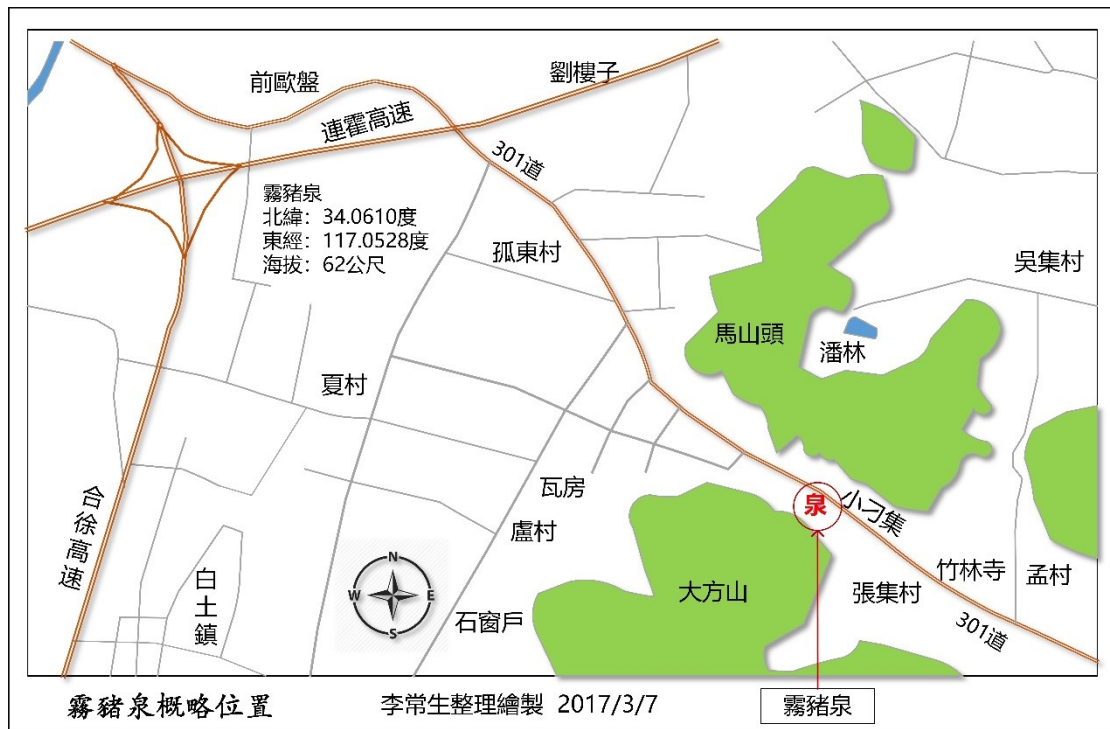 前歐盤
劉樓子
連霍高速
301道
霧豬泉
北緯：34.0610度
東經：117.0528度
海拔：62公尺
孤東村
吳集村
馬山頭
潘林
夏村
瓦房
泉
小刁集
合徐高速
盧村
竹林寺
孟村
白土鎮
N
W
E
S
石窗戶
大方山
張集村
301道
霧豬泉概略位置
李常生整理繪製 2017/3/7
霧豬泉